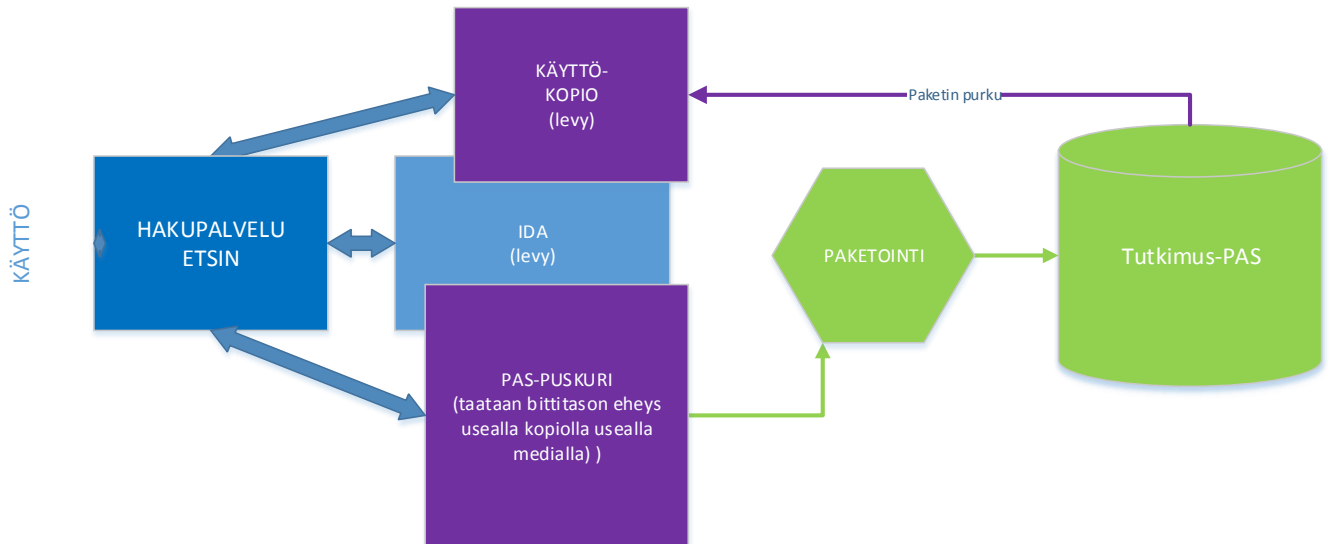 KÄYTTÖ
HAKUPALVELU
ETSIN
KÄYTTÖ-
KOPIO
(levy)
IDA
(levy)
PAS-PUSKURI
(taataan bittitason eheys
usealla kopiolla usealla
medialla) )
PAKETOINTI
Tutkimus-PAS
Paketin purku